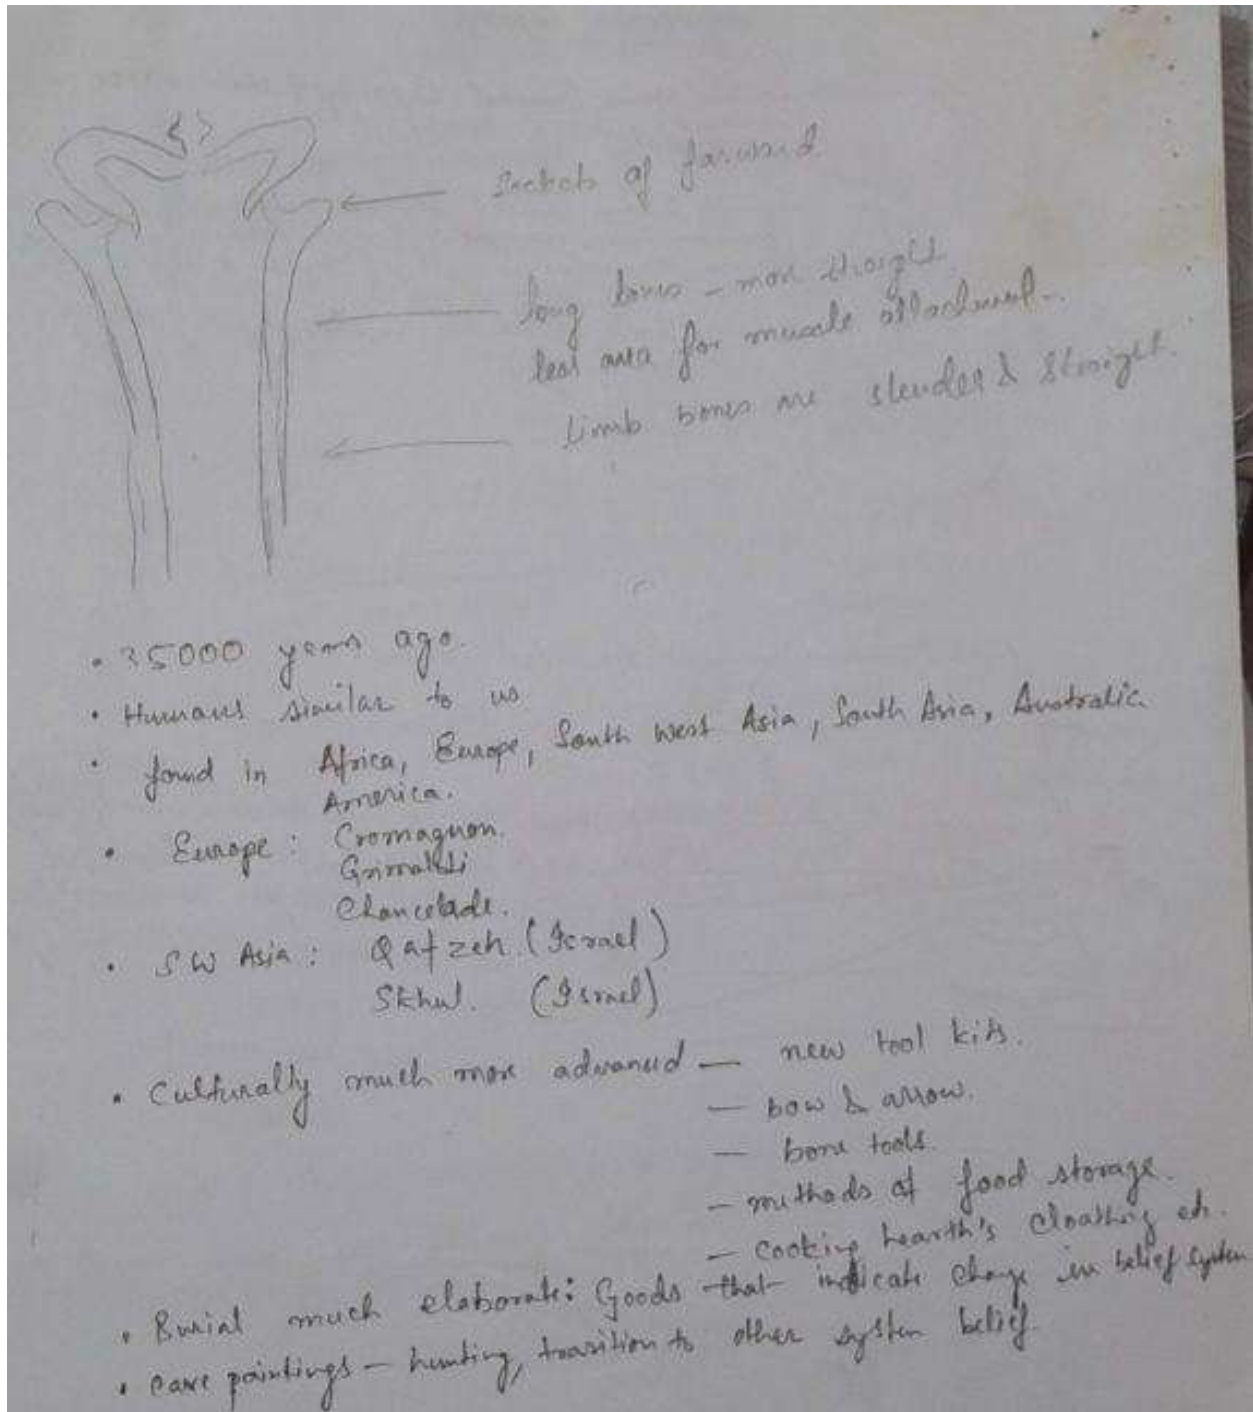 sockets of forward
long bones - more straight
less area for muscle attachment.
Limb bones are slender & straight.
• 35000 years ago.
• Humans similar to us
• found in Africa, Europe, South West Asia, South Asia, Australia
America.
• Europe : Cromagnon.
Grimaldi
Chancelade.
• SW Asia : Qafzeh. (Israel)
Skhul. (Israel)
• Culturally much more advanced — new tool kits.
— bow & arrow.
— bone tools.
— methods of food storage.
— cooking hearth's cloathing etc.
• Burial much elaborate: Goods that indicate change in belief system
• cave paintings — hunting, transition to other system belief.